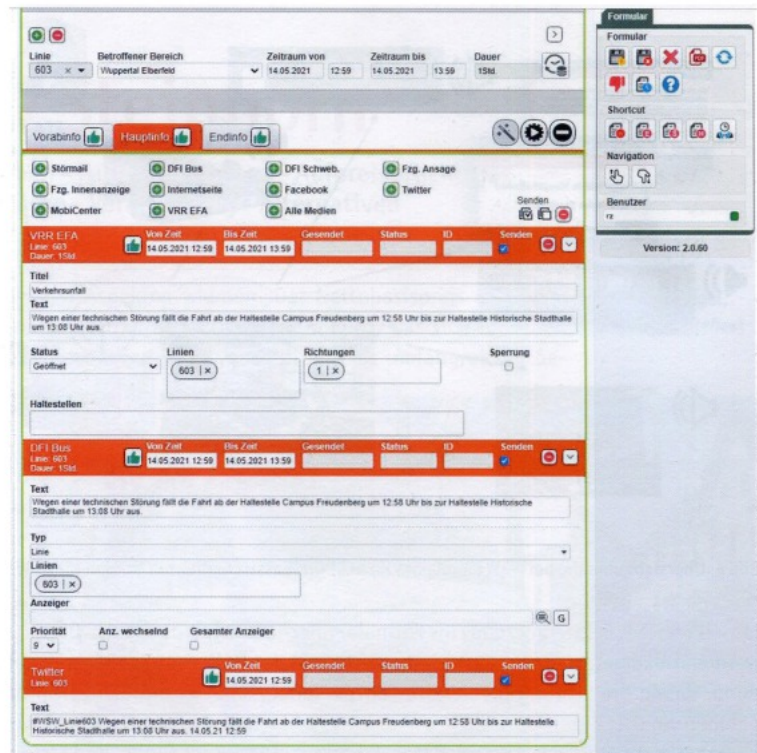 Linie Betroffener Bereich Zeitraum von Zeitraum bis Dauer
603 Wuppertal Elberfeld 14.05.2021 12:59 14.05.2021 13:59 1Std.
Vorabinfo Hauptinfo Endinfo
Störmail DFI Bus DFI Schweb. Fzg. Ansage
Fzg. Innenanzeige Internetseite Facebook Twitter
MobiCenter VRR EFA Alle Medien
Senden
VRR EFA Von Zeit Bis Zeit Gesendet Status ID Senden
Linie: 603 14.05.2021 12:59 14.05.2021 13:59
Dauer: 1Std.
Titel
Verkehrsunfall
Text
Wegen einer technischen Störung fällt die Fahrt ab der Haltestelle Campus Freudenberg um 12:58 Uhr bis zur Haltestelle Historische Stadthalle
um 13:08 Uhr aus.
Status Linien Richtungen Sperrung
Geöffnet 603 | x 1 | x
Haltestellen
DFI Bus Von Zeit Bis Zeit Gesendet Status ID Senden
Linie: 603 14.05.2021 12:59 14.05.2021 13:59
Dauer: 1Std.
Text
Wegen einer technischen Störung fällt die Fahrt ab der Haltestelle Campus Freudenberg um 12:58 Uhr bis zur Haltestelle Historische
Stadthalle um 13:08 Uhr aus.
Typ
Linie
Linien
603 | x
Anzeiger
G
Priorität Anz. wechselnd Gesamter Anzeiger
9
Twitter Von Zeit Gesendet Status ID Senden
Linie: 603 14.05.2021 12:59
Text
#WSW_Linie603 Wegen einer technischen Störung fällt die Fahrt ab der Haltestelle Campus Freudenberg um 12:58 Uhr bis zur Haltestelle
Historische Stadthalle um 13:08 Uhr aus. 14.05.21 12:59
Formular
Formular
Shortcut
Navigation
Benutzer
rz
Version: 2.0.60